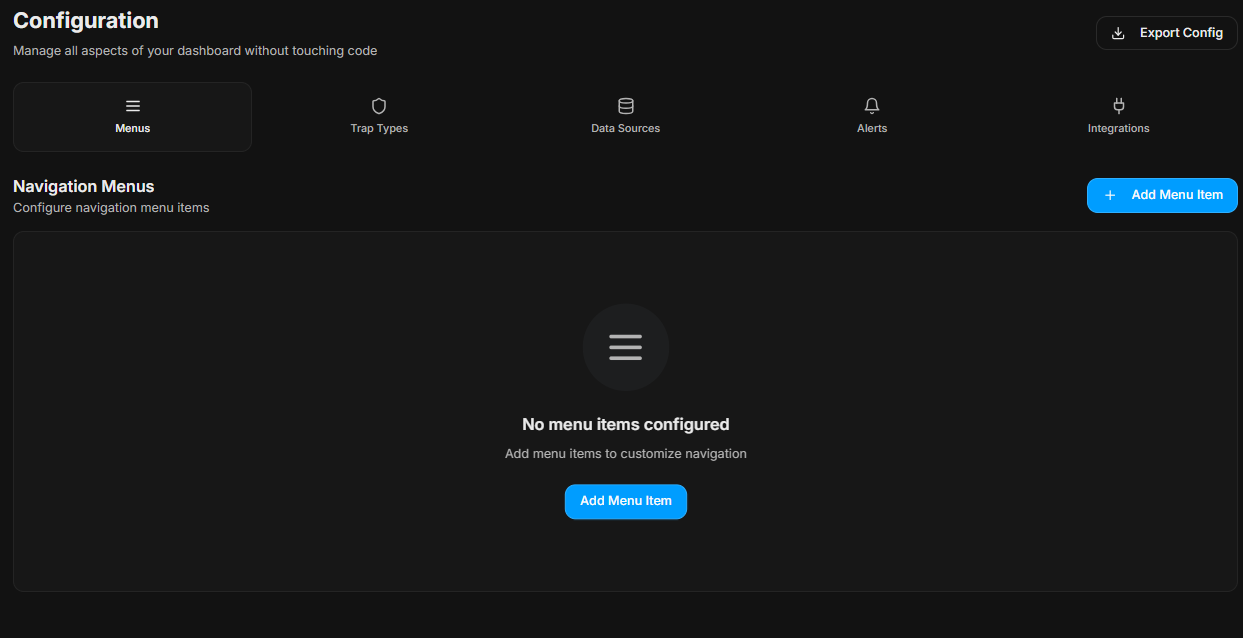 Configuration
Manage all aspects of your dashboard without touching code
Export Config
Menus
Trap Types
Data Sources
Alerts
Integrations
Navigation Menus
Configure navigation menu items
Add Menu Item
No menu items configured
Add menu items to customize navigation
Add Menu Item